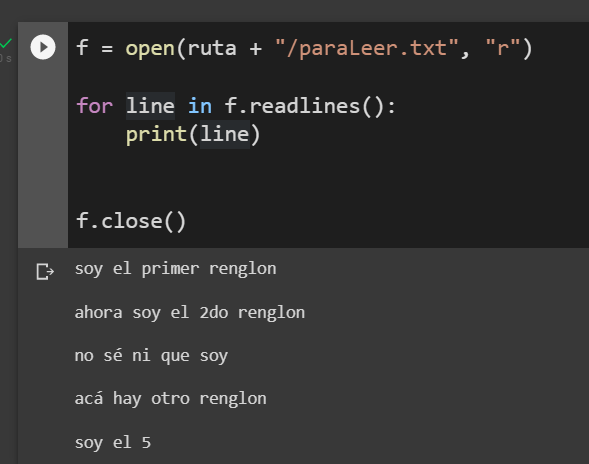 f = open(ruta + "/paraLeer.txt", "r")
for line in f.readlines():
    print(line)
f.close()
soy el primer renglon
ahora soy el 2do renglon
no sé ni que soy
acá hay otro renglon
soy el 5